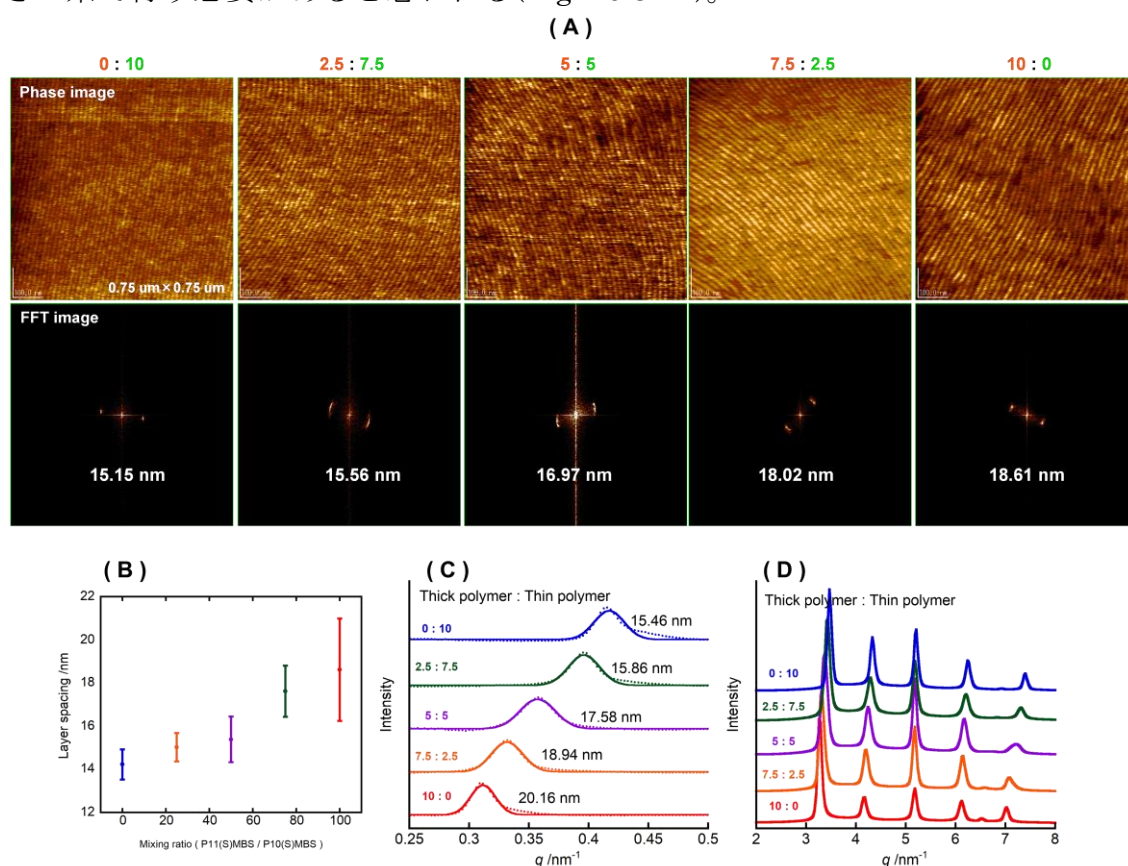 ( A )
0 : 10 2.5 : 7.5 5 : 5 7.5 : 2.5 10 : 0
Phase image
0.75 um×0.75 um
FFT image
15.15 nm 15.56 nm 16.97 nm 18.02 nm 18.61 nm
( B )
22
20
18
16
14
12
Layer spacing /nm
0 20 40 60 80 100
Mixing ratio ( P11(S)MBS / P10(S)MBS )
( C )
Thick polymer : Thin polymer
0 : 10 15.46 nm
2.5 : 7.5 15.86 nm
5 : 5 17.58 nm
7.5 : 2.5 18.94 nm
10 : 0 20.16 nm
Intensity
0.25 0.3 0.35 0.4 0.45 0.5
q /nm⁻¹
( D )
Thick polymer : Thin polymer
0 : 10
2.5 : 7.5
5 : 5
7.5 : 2.5
10 : 0
Intensity
2 3 4 5 6 7 8
q /nm⁻¹